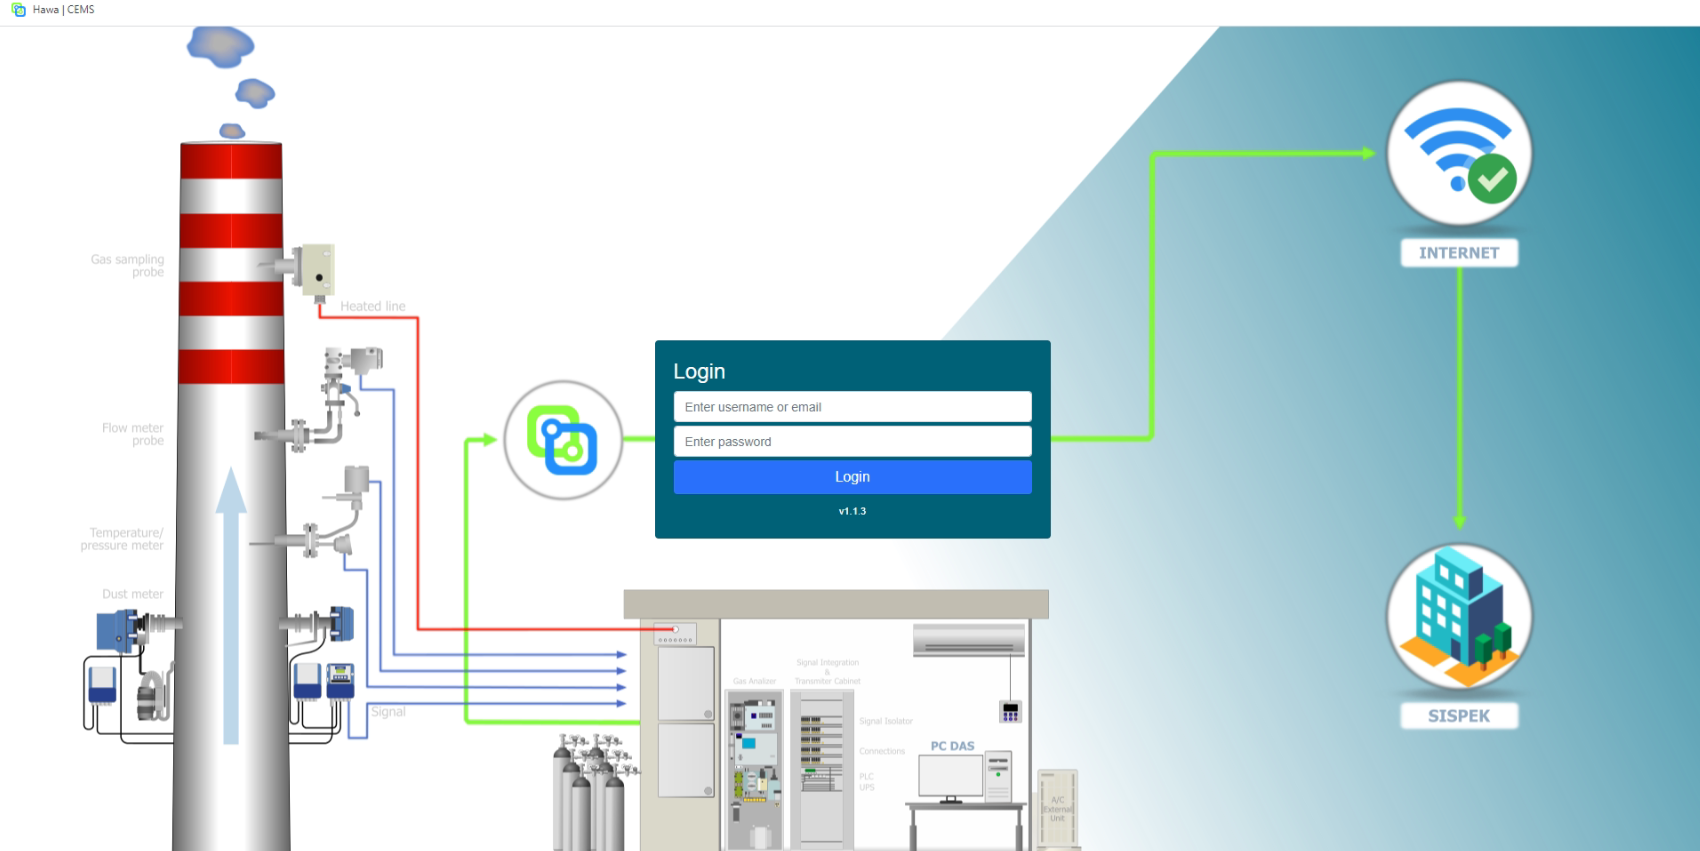 Hawa | CEMS
Gas sampling
probe
Heated line
Flow meter
probe
Temperature/
pressure meter
Dust meter
Signal
Login
Enter username or email
Enter password
Login
v1.1.3
INTERNET
SISPEK
Gas Analizer
Signal Integration
&
Transmiter Cabinet
Signal Isolator
Connections
PLC
UPS
PC DAS
A/C
External
Unit